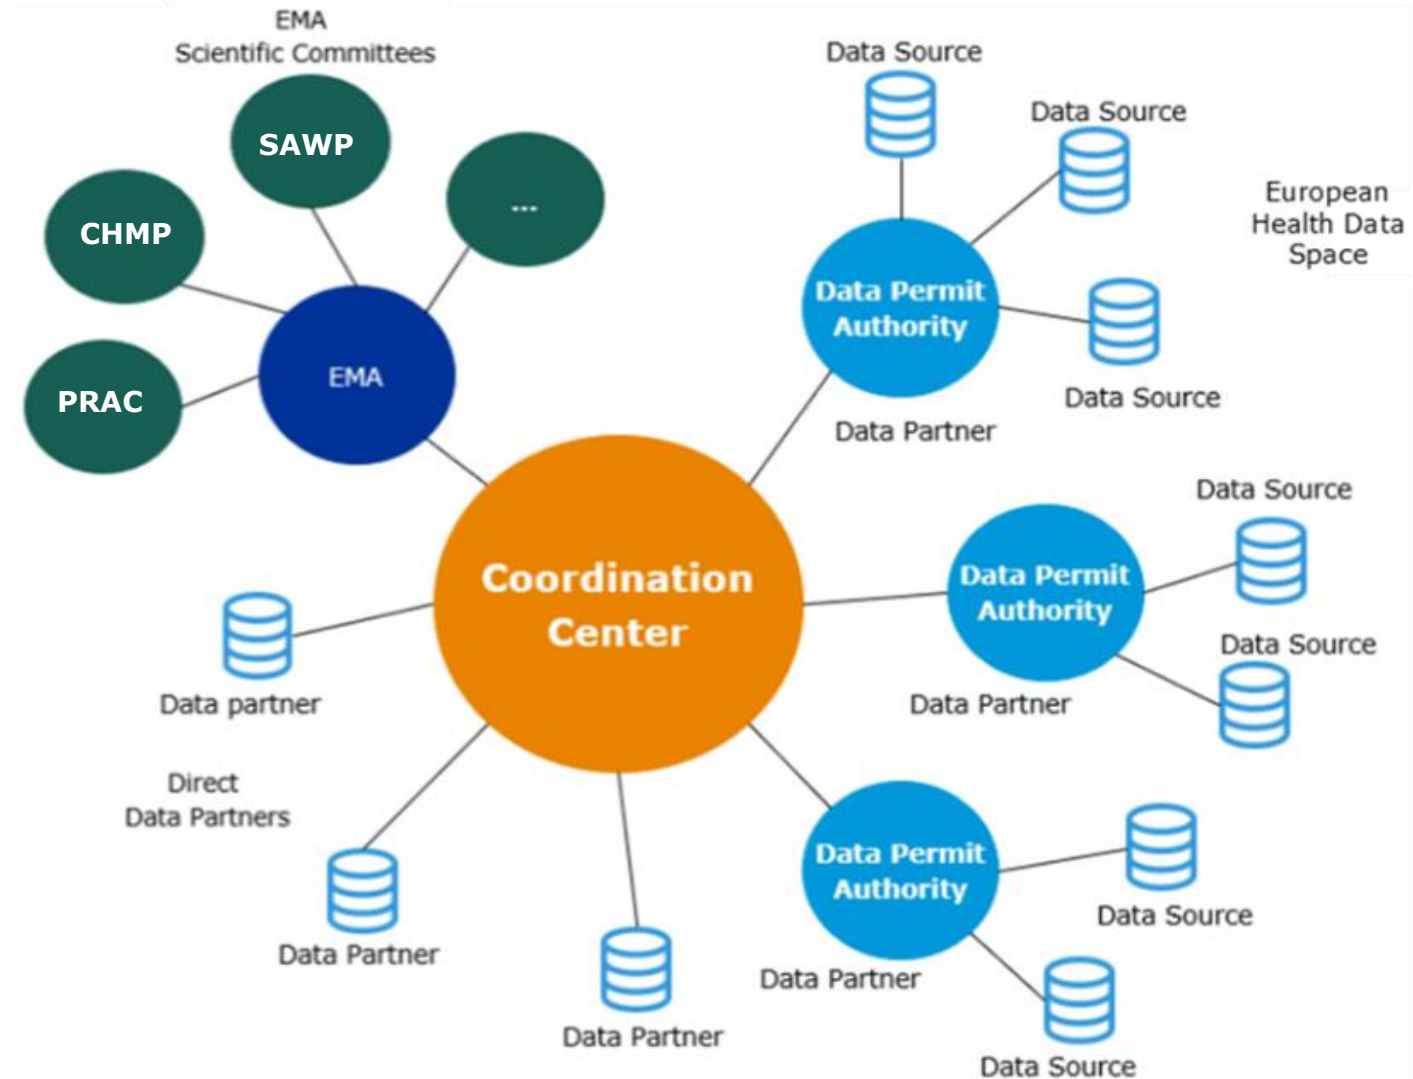 EMA
Scientific Committees
SAWP
...
CHMP
PRAC
EMA
Data Source
Data Source
European
Health Data
Space
Data Permit
Authority
Data Source
Data Partner
Coordination
Center
Data Source
Data Permit
Authority
Data Source
Data Partner
Data partner
Direct
Data Partners
Data Partner
Data Partner
Data Permit
Authority
Data Source
Data Partner
Data Source